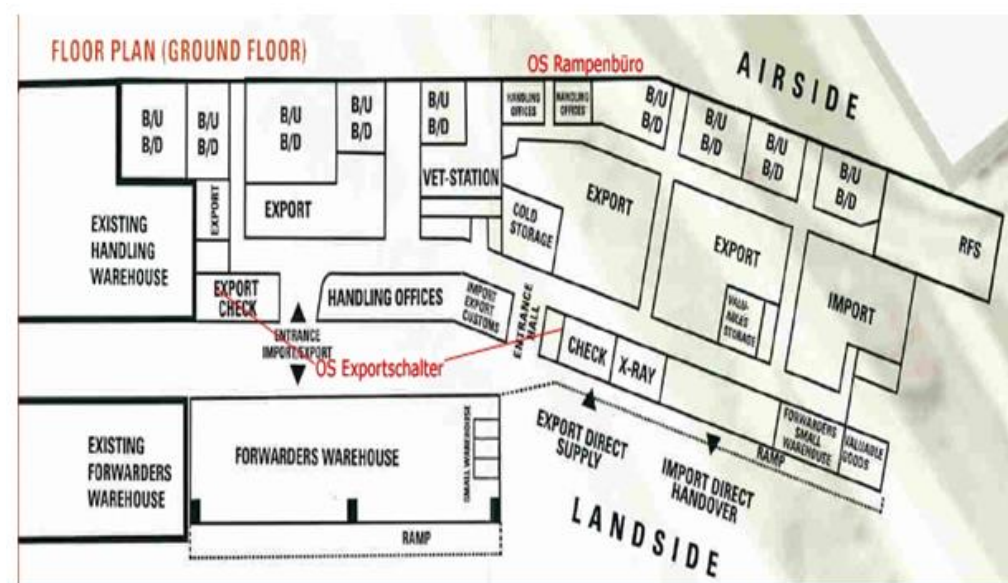 FLOOR PLAN (GROUND FLOOR)
OS Rampenbüro
AIRSIDE
B/U
B/D
B/U
B/D
B/U
B/D
B/U
B/D
B/U
B/D
HANDLING
OFFICES
HANDLING
OFFICES
B/U
B/D
B/U
B/D
B/U
B/D
B/U
B/D
VET-STATION
EXISTING
HANDLING
WAREHOUSE
EXPORT
EXPORT
COLD
STORAGE
EXPORT
EXPORT
RFS
EXPORT
CHECK
HANDLING OFFICES
IMPORT
EXPORT
CUSTOMS
ENTRANCE
HALL
STORAGE
IMPORT
ENTRANCE
IMPORT/EXPORT
OS Exportschalter
CHECK
X-RAY
EXISTING
FORWARDERS
WAREHOUSE
FORWARDERS WAREHOUSE
SMALL WAREHOUSE
EXPORT DIRECT
SUPPLY
IMPORT DIRECT
HANDOVER
FORWARDERS
SMALL
WAREHOUSE
VALUABLE
GOODS
RAMP
RAMP
LANDSIDE